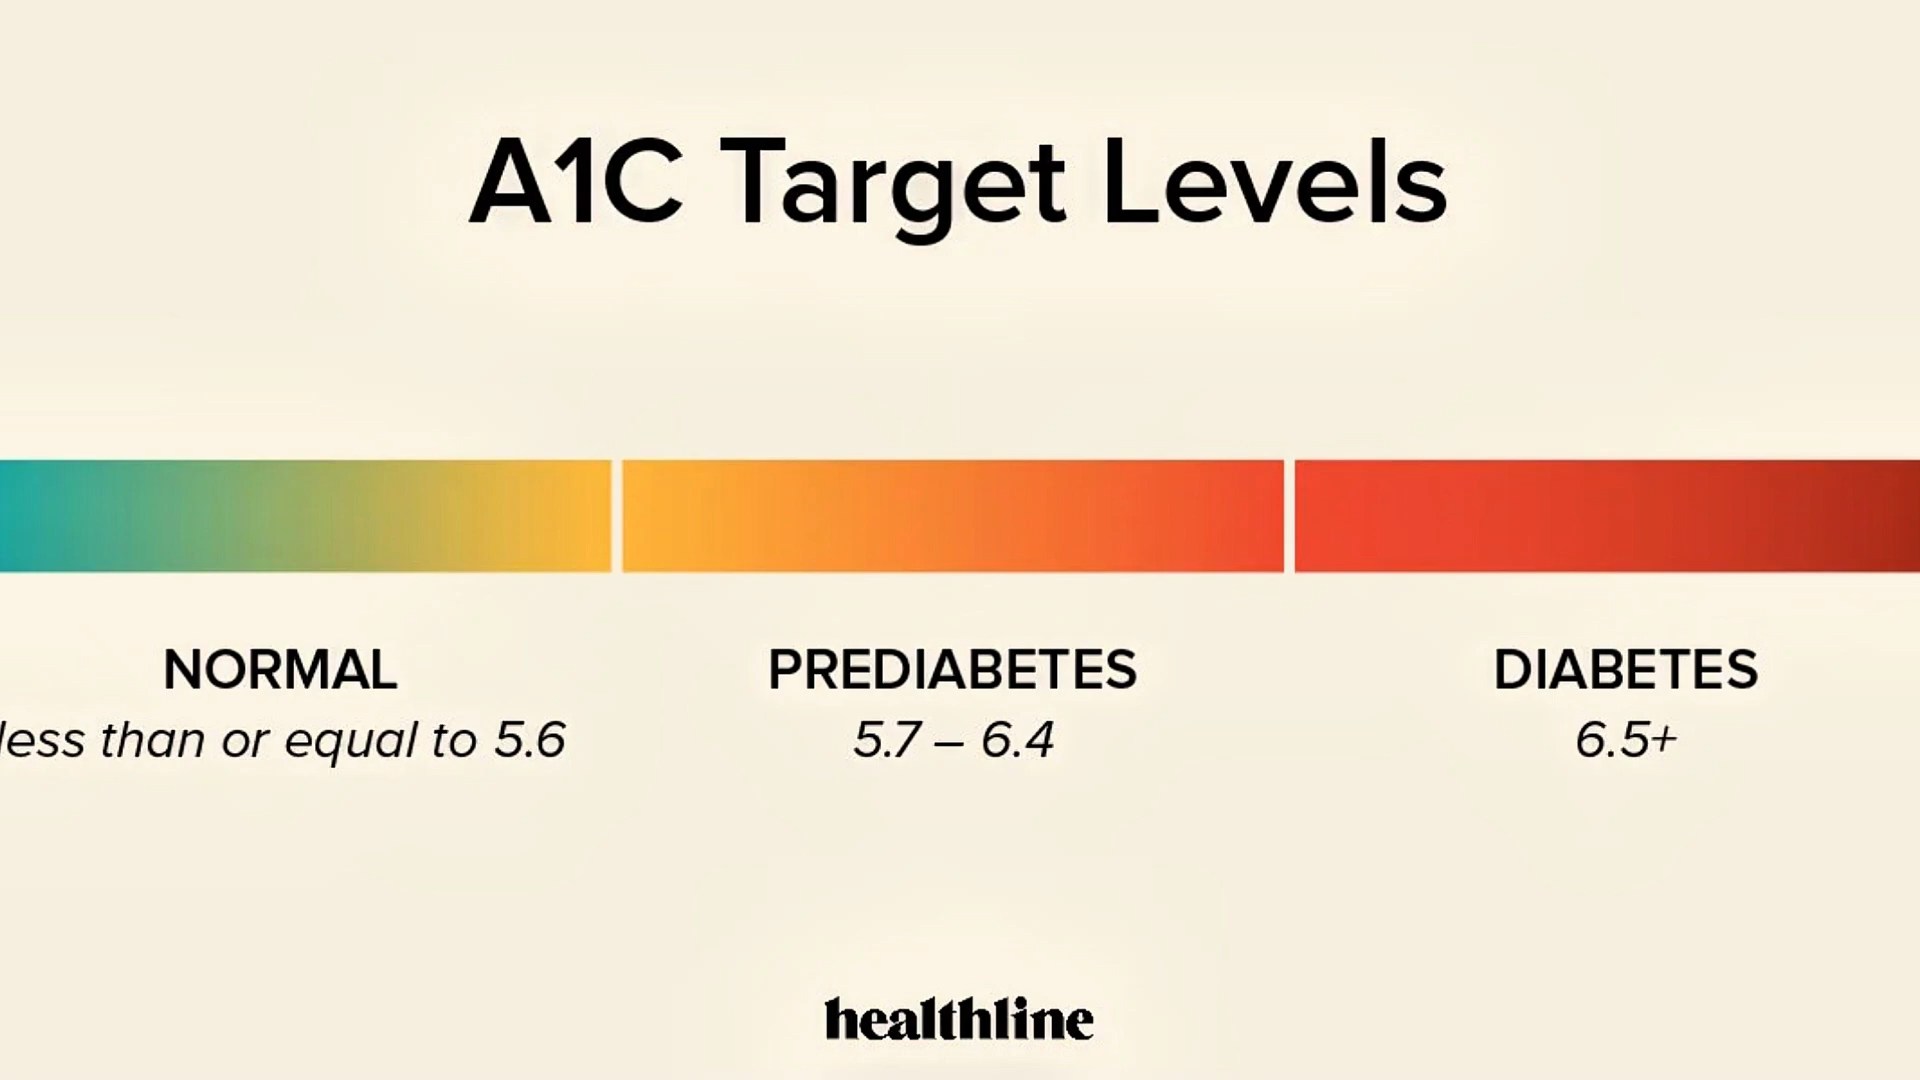 A1C Target Levels
NORMAL
less than or equal to 5.6
PREDIABETES
5.7 – 6.4
DIABETES
6.5+
healthline